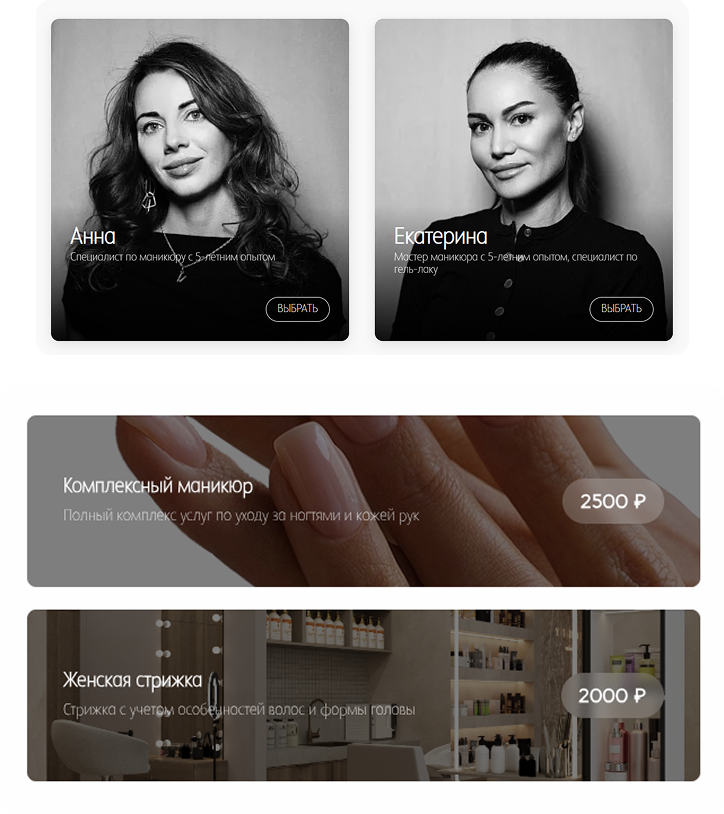 Анна
Специалист по маникюру с 5-летним опытом
ВЫБРАТЬ
Екатерина
Мастер маникюра с 5-летним опытом, специалист по
гель-лаку
ВЫБРАТЬ
Комплексный маникюр
Полный комплекс услуг по уходу за ногтями и кожей рук
2500 ₽
Женская стрижка
Стрижка с учетом особенностей волос и формы головы
2000 ₽